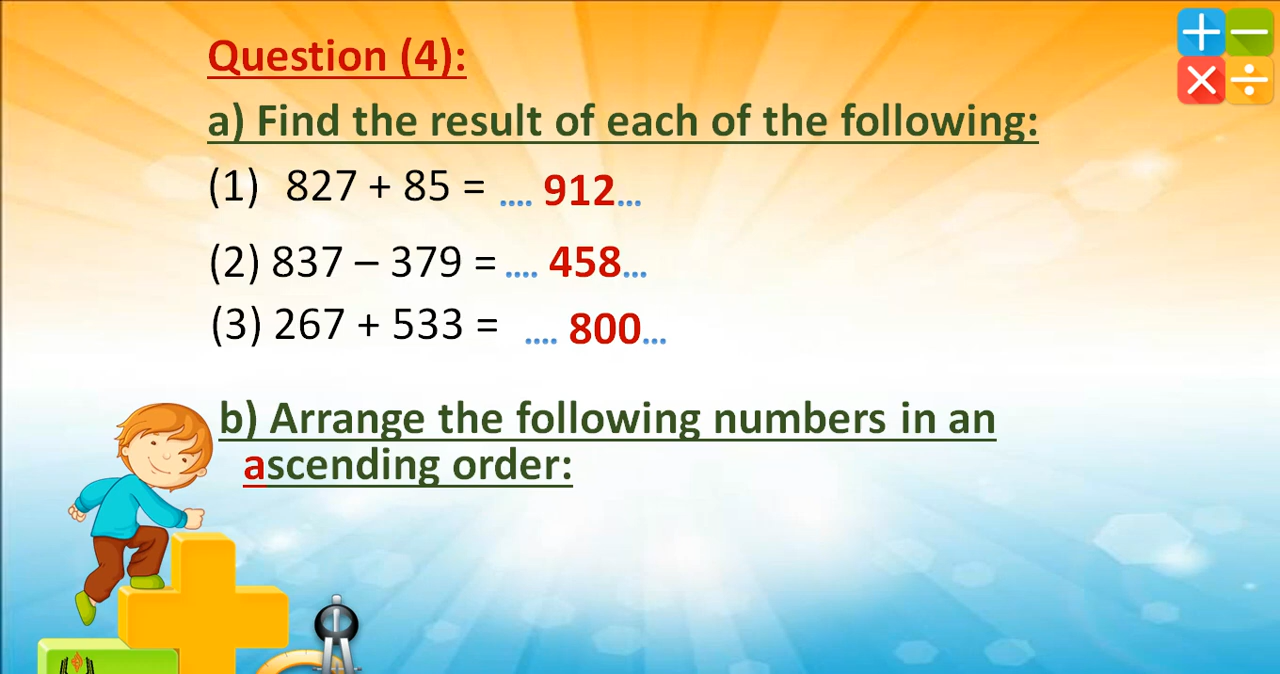 Question (4):
a) Find the result of each of the following:
(1) 827 + 85 = .... 912...
(2) 837 – 379 = .... 458...
(3) 267 + 533 = .... 800...
b) Arrange the following numbers in an
ascending order: